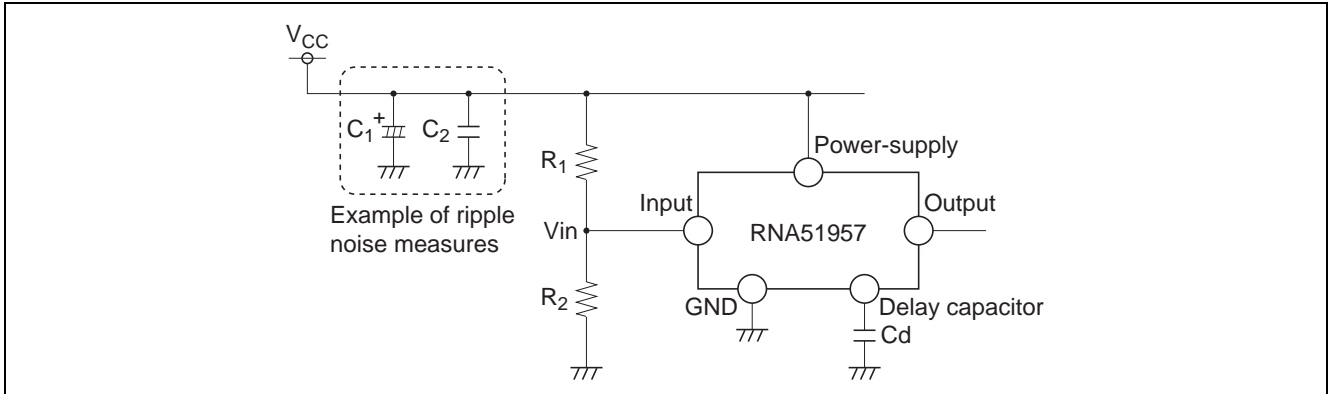 VCC
C1
+
C2
Example of ripple
noise measures
R1
Vin
R2
Power-supply
Input
Output
RNA51957
GND
Delay capacitor
Cd